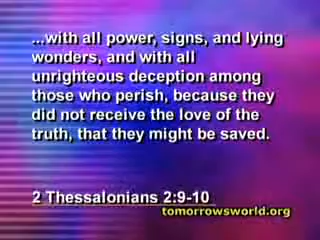 ...with all power, signs, and lying
wonders, and with all
unrighteous deception among
those who perish, because they
did not receive the love of the
truth, that they might be saved.
2 Thessalonians 2:9-10
tomorrowsworld.org